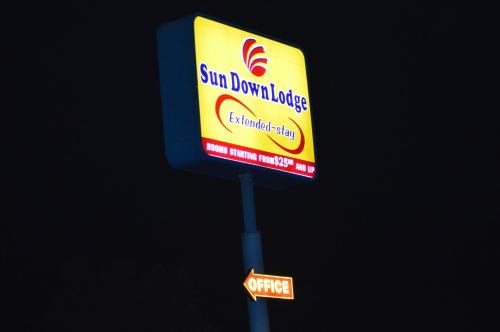 Sun Down Lodge
Extended-stay
ROOMS STARTING FROM $25.00 AND UP
OFFICE